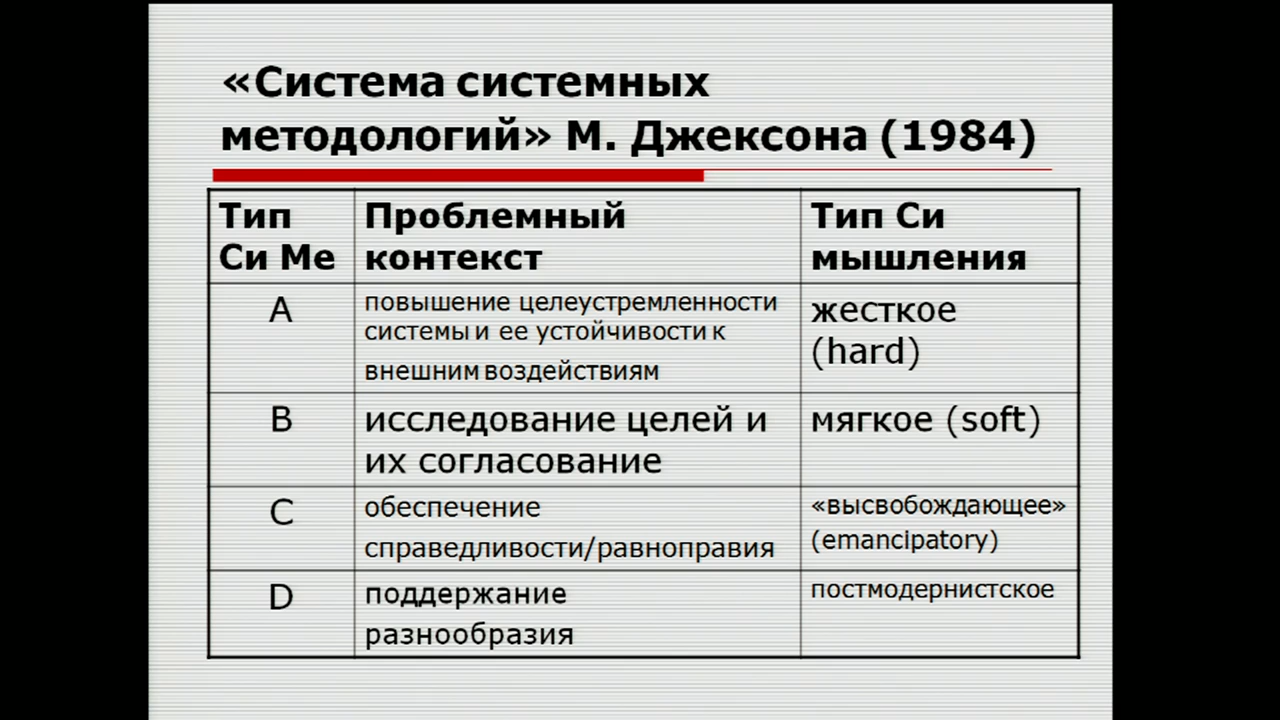 «Система системных
методологий» М. Джексона (1984)
Тип
Си Ме
Проблемный
контекст
Тип Си
мышления
A
повышение целеустремленности
системы и ее устойчивости к
внешним воздействиям
жесткое
(hard)
B
исследование целей и
их согласование
мягкое (soft)
C
обеспечение
справедливости/равноправия
«высвобождающее»
(emancipatory)
D
поддержание
разнообразия
постмодернистское